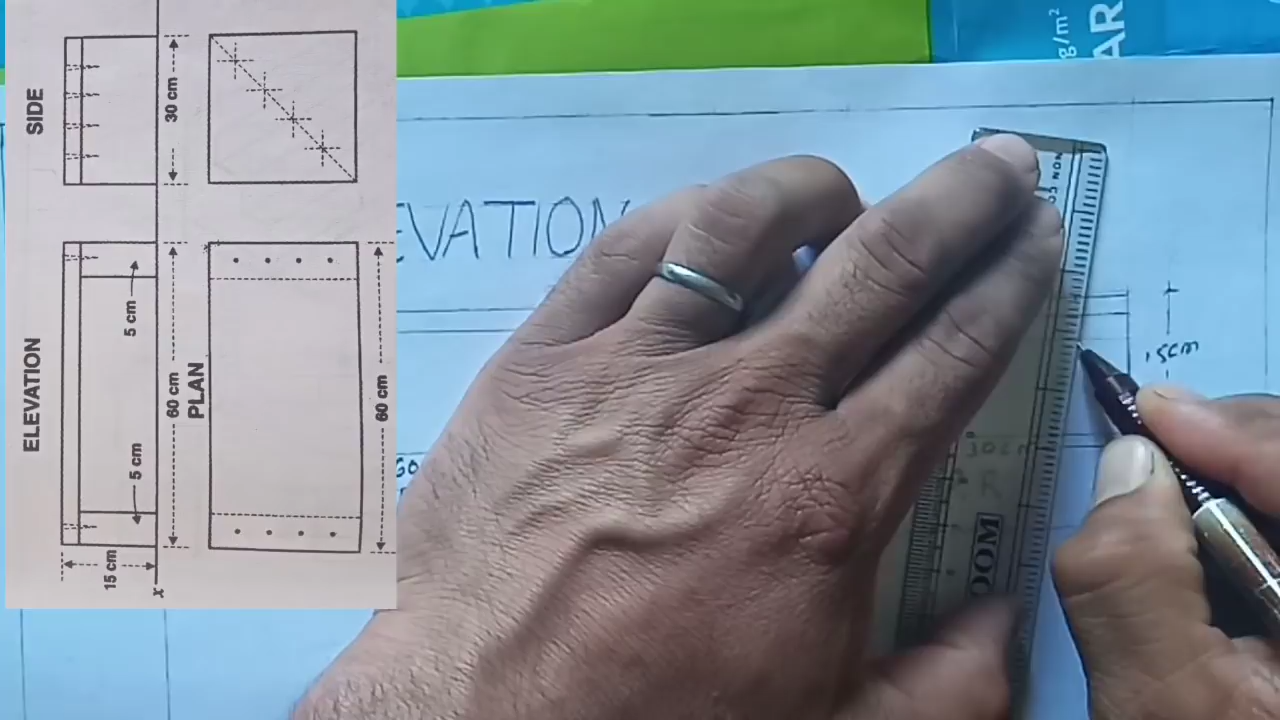 SIDE
30 cm
ELEVATION
5 cm
5 cm
60 cm
PLAN
60 cm
15 cm
x
g/m²
AR
EVATION
15cm
60
30cm
OOM